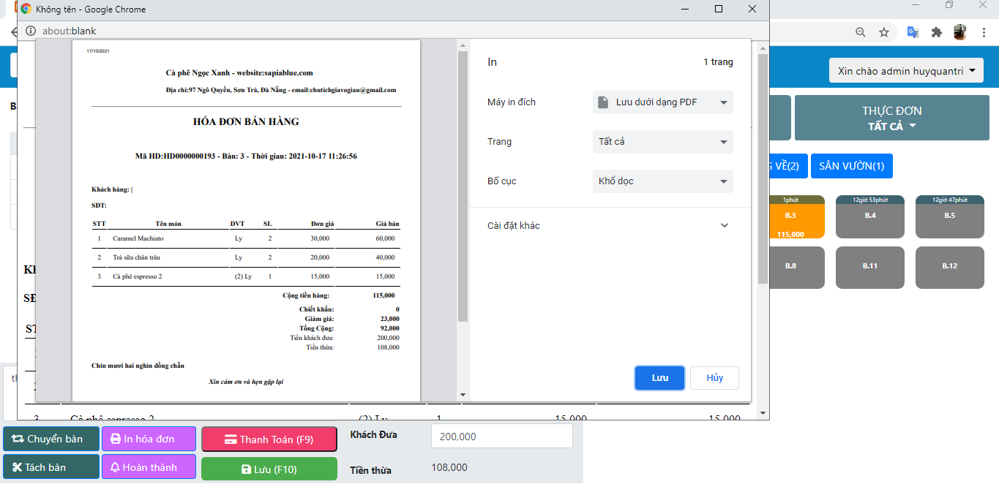 Không tên - Google Chrome
about:blank
17/10/2021
Cà phê Ngọc Xanh - website:sapiablue.com
Địa chỉ:97 Ngô Quyền, Sơn Trà, Đà Nẵng - email:chutichgiavogiau@gmail.com
HÓA ĐƠN BÁN HÀNG
Mã HD:HD0000000193 - Bàn: 3 - Thời gian: 2021-10-17 11:26:56
Khách hàng: |
SĐT:
STT Tên món DVT SL Đơn giá Giá bán
1 Caramel Machiato Ly 2 30,000 60,000
2 Trà sữa chân trâu Ly 2 20,000 40,000
3 Cà phê espresso 2 (2) Ly 1 15,000 15,000
Cộng tiền hàng: 115,000
Chiết khấu: 0
Giảm giá: 23,000
Tổng Cộng: 92,000
Tiền khách đưa: 200,000
Tiền thừa: 108,000
Chín mươi hai nghìn đồng chẵn
Xin cảm ơn và hẹn gặp lại
In 1 trang
Máy in đích Lưu dưới dạng PDF
Trang Tất cả
Bố cục Khổ dọc
Cài đặt khác
Lưu Hủy
Xin chào admin huyquantri
THỰC ĐƠN
TẤT CẢ
VỀ(2) SÂN VƯỜN(1)
1phút 12giờ 53phút 12giờ 47phút
B.3 B.4 B.5
115,000
B.8 B.11 B.12
B
KH
SĐ
ST
th
3 Cà phê espresso 2 (2) Ly 1 15,000 15,000
Chuyển bàn In hóa đơn Thanh Toán (F9) Khách Đưa 200,000
Tách bàn Hoàn thành Lưu (F10) Tiền thừa 108,000